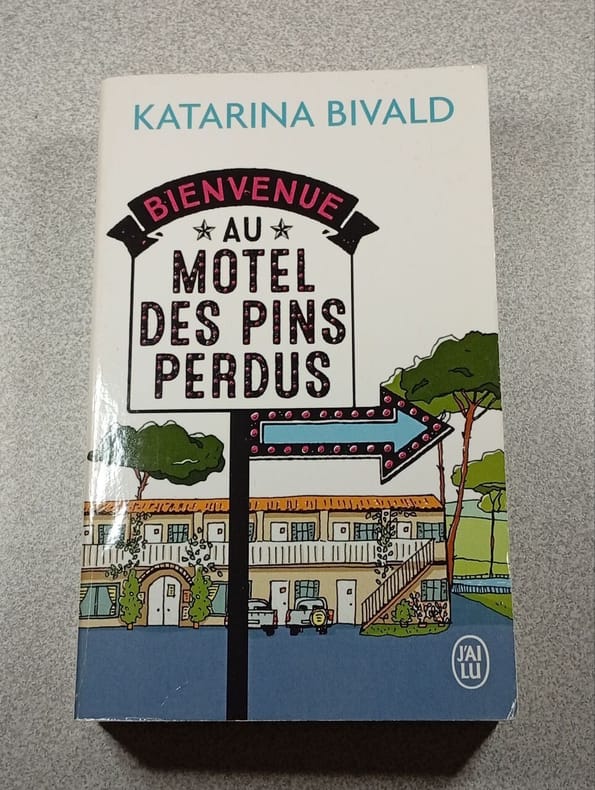 KATARINA BIVALD
BIENVENUE
AU
MOTEL
DES PINS
PERDUS
J'AI
LU